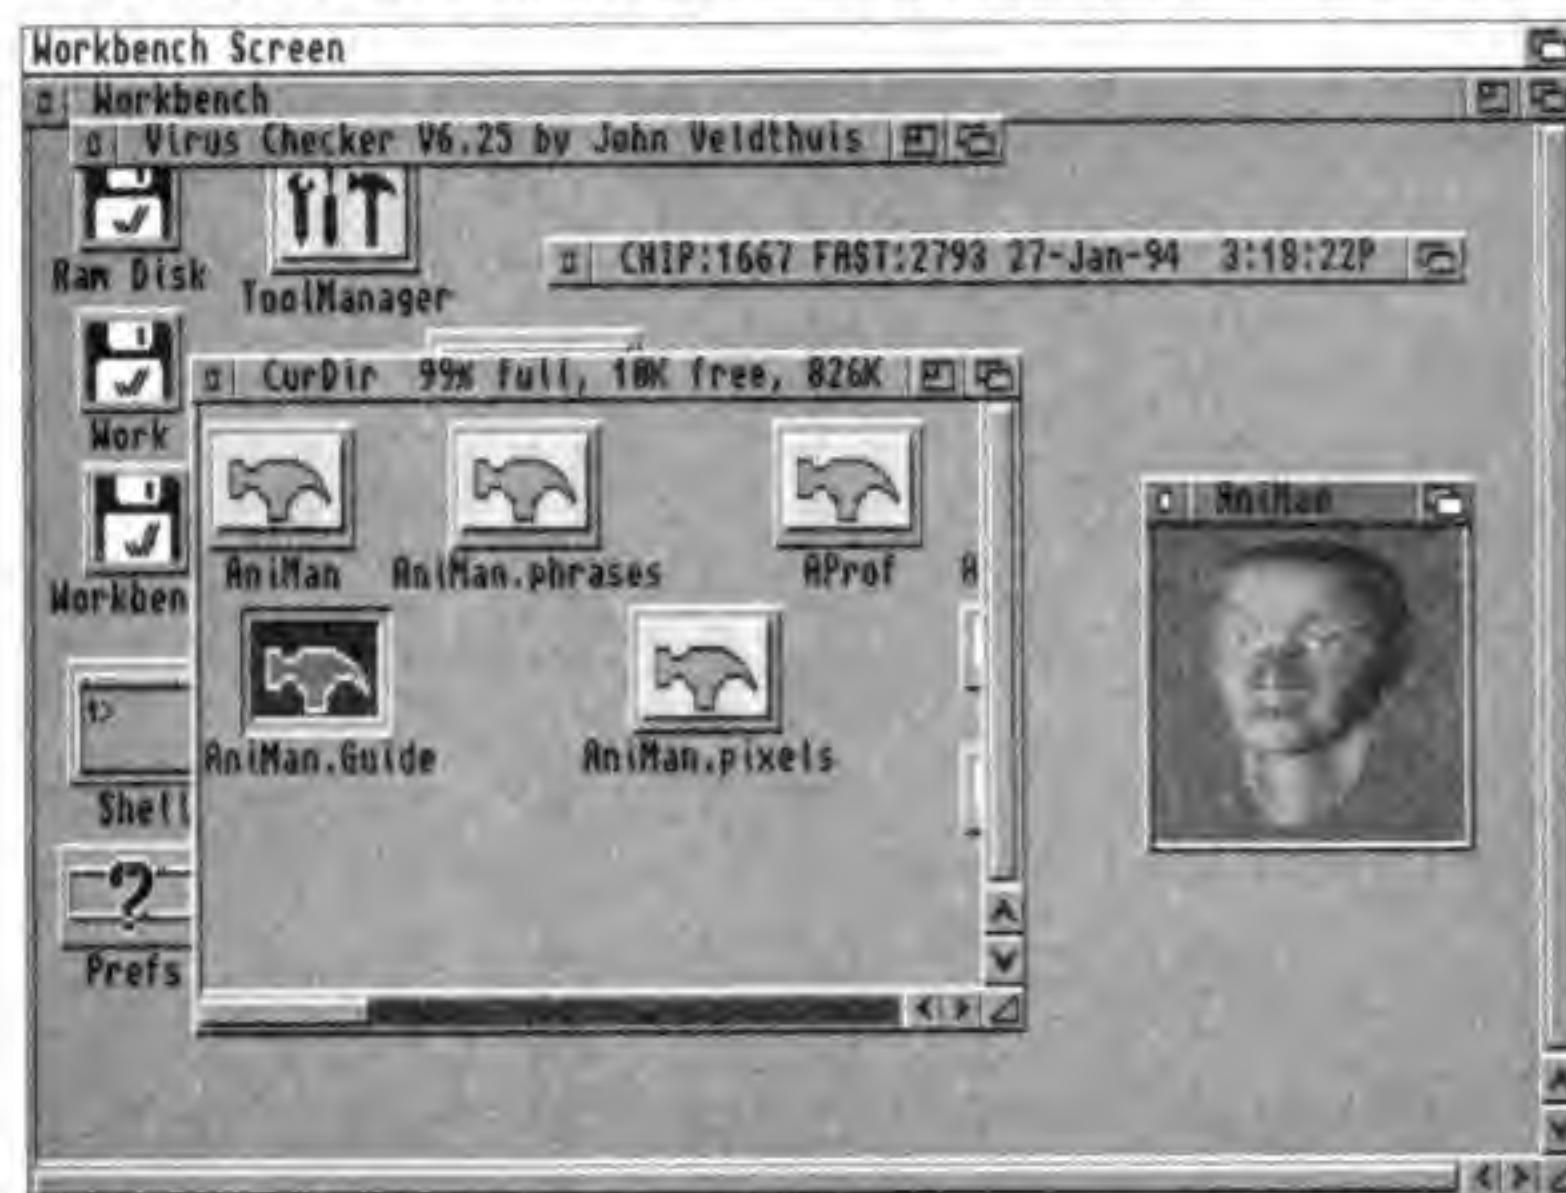 Workbench Screen
Workbench
Virus Checker V6.25 by John Veldthuis
Ram Disk
ToolManager
CHIP:1667 FAST:2793 27-Jan-94 3:18:22P
CurDir 99% full, 10K free, 826K
Work
AniMan
AniMan
AniMan.phrases
AProf
A
Workben
1>
AniMan.Guide
AniMan.pixels
Shell
?
Prefs